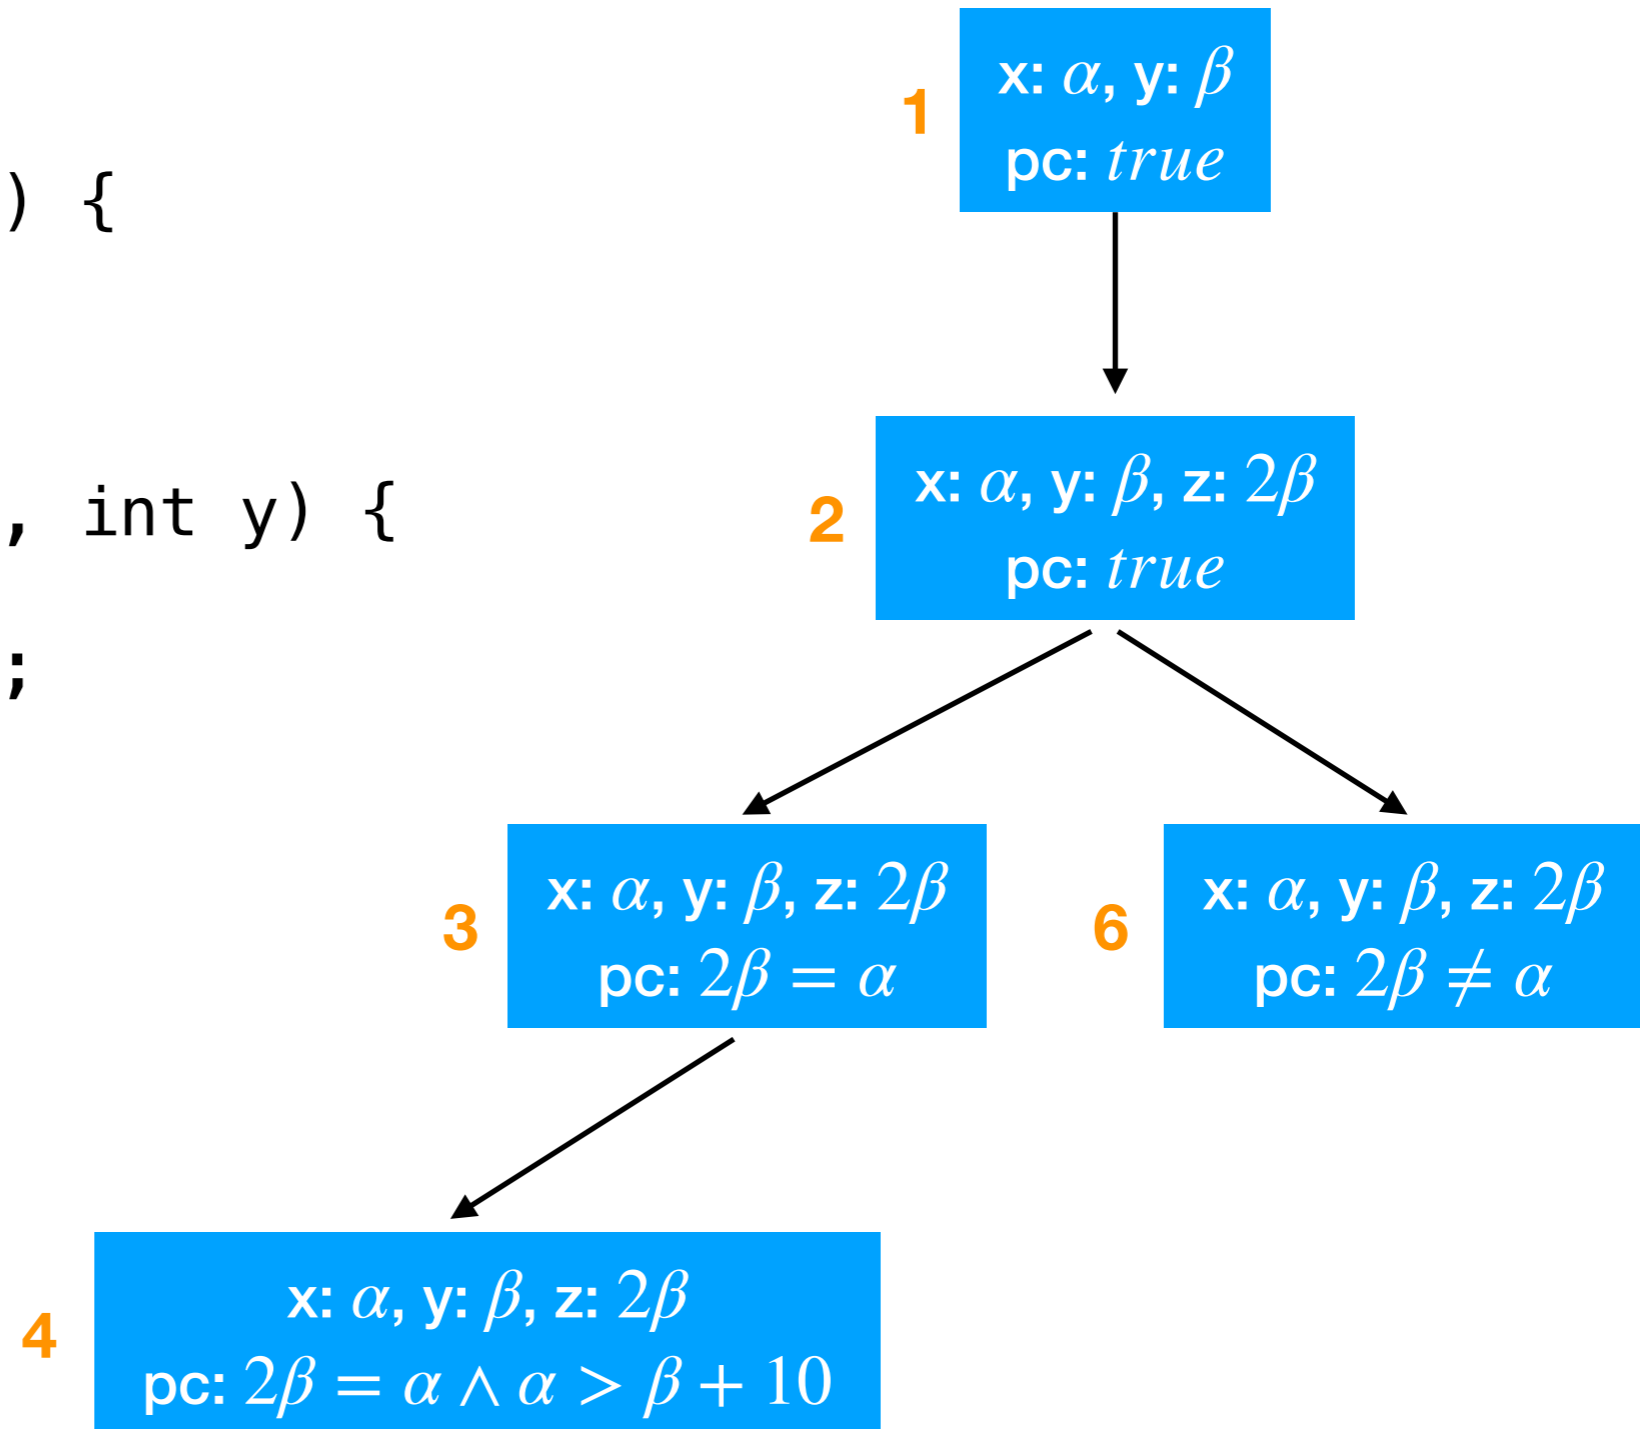 ) {
, int y) {
;
1
x: α, y: β
pc: true
2
x: α, y: β, z: 2β
pc: true
3
x: α, y: β, z: 2β
pc: 2β = α
6
x: α, y: β, z: 2β
pc: 2β ≠ α
4
x: α, y: β, z: 2β
pc: 2β = α ∧ α > β + 10